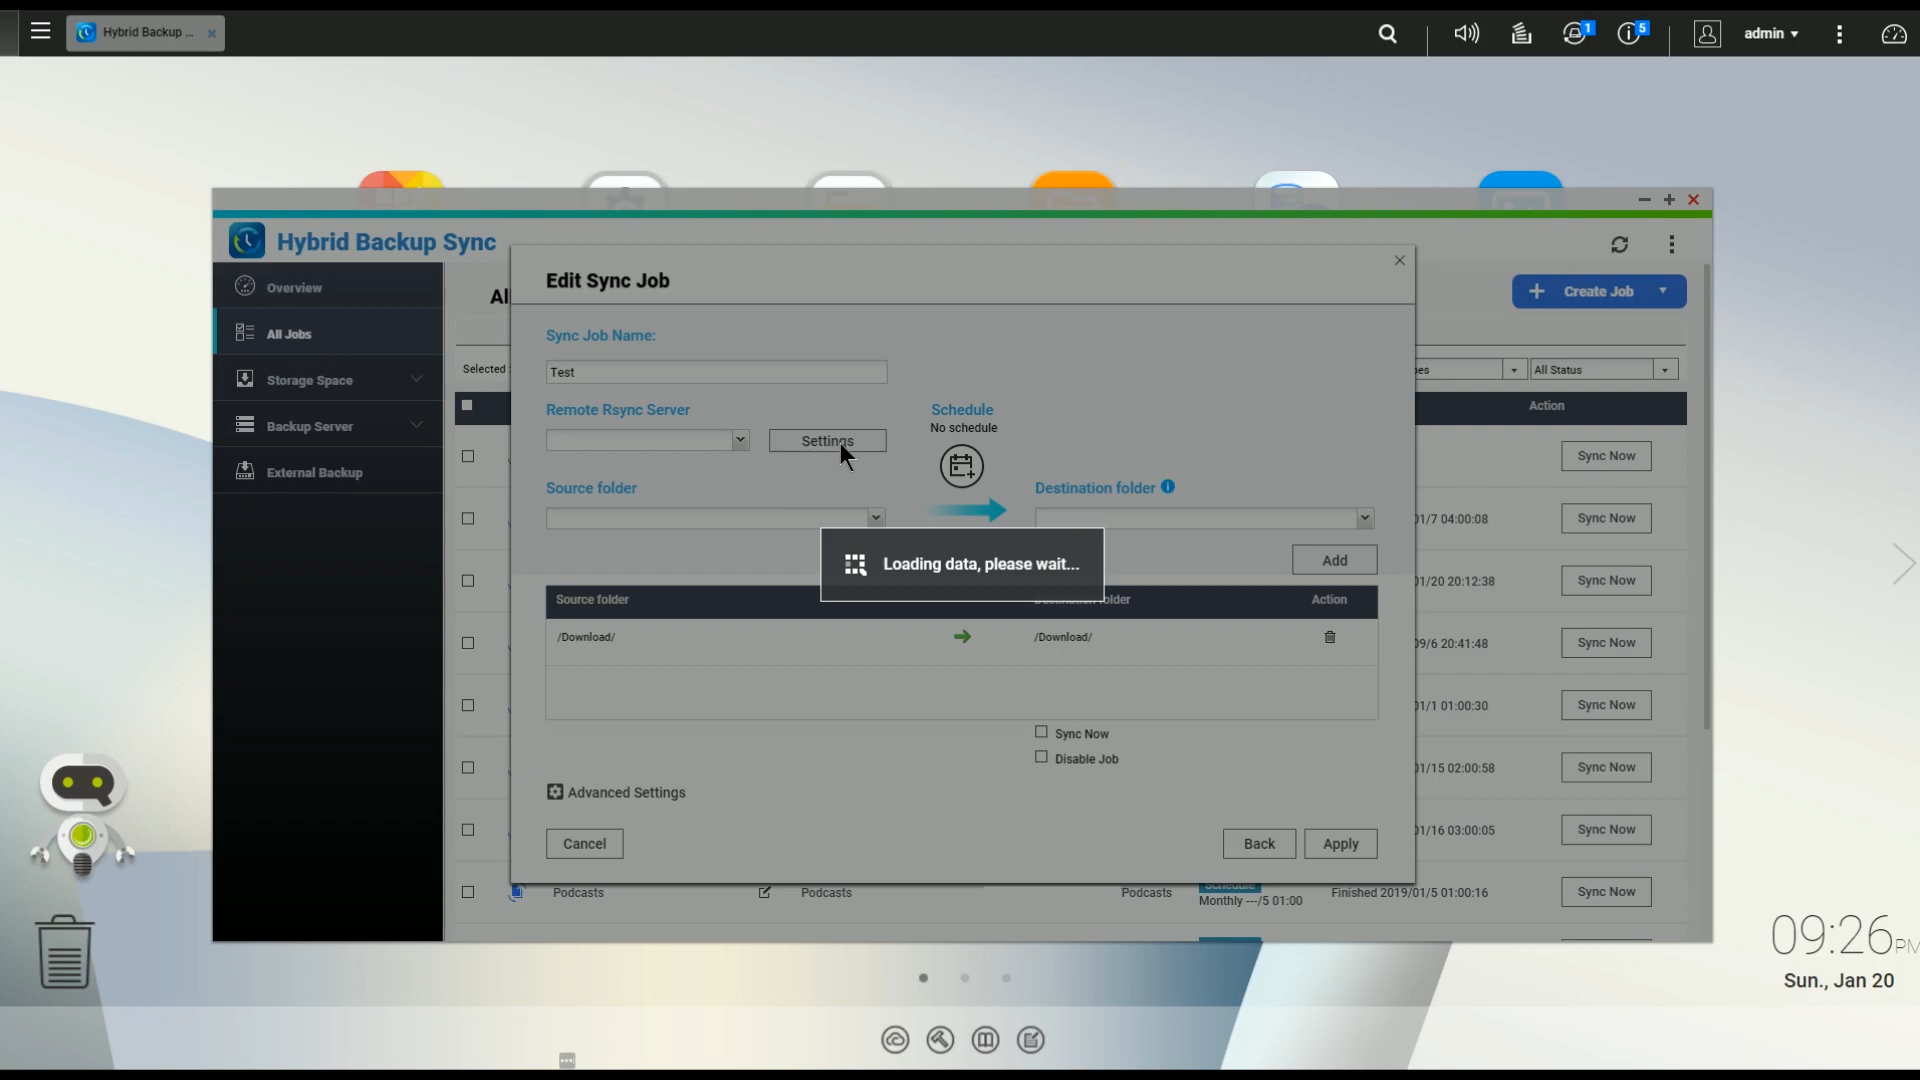 Hybrid Backup ...
1
5
admin
Hybrid Backup Sync
Overview
All Jobs
Storage Space
Backup Server
External Backup
Create Job
Edit Sync Job
Sync Job Name:
Test
Remote Rsync Server
Settings
Schedule
No schedule
Source folder
Destination folder
Add
Loading data, please wait...
Source folder
Action
/Download/
/Download/
Sync Now
Disable Job
Advanced Settings
Cancel
Back
Apply
Selected :
All Status
Action
Sync Now
01/7 04:00:08
Sync Now
01/20 20:12:38
Sync Now
09/6 20:41:48
Sync Now
01/1 01:00:30
Sync Now
01/15 02:00:58
Sync Now
01/16 03:00:05
Sync Now
Podcasts
Podcasts
Podcasts
Schedule
Monthly ---/5 01:00
Finished 2019/01/5 01:00:16
Sync Now
09:26 PM
Sun., Jan 20